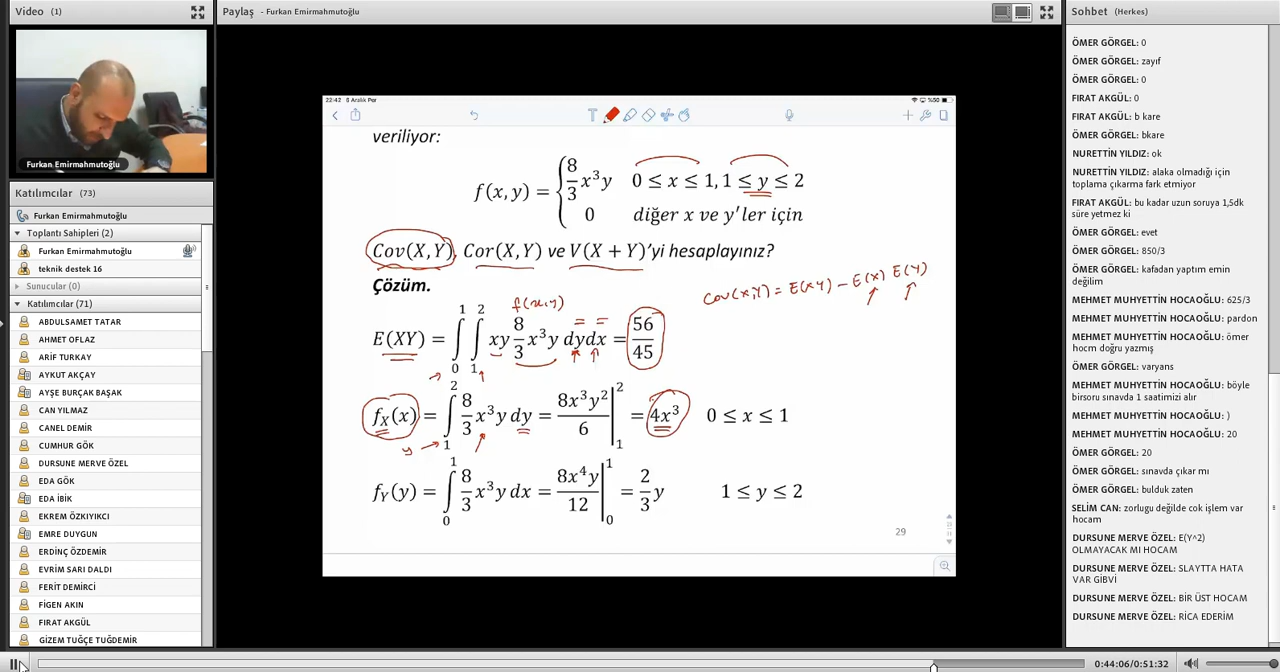 Video (1)
Furkan Emirmahmutoğlu
Katılımcılar (73)
Furkan Emirmahmutoğlu
Toplantı Sahipleri (2)
Furkan Emirmahmutoğlu
teknik destek 16
Sunucular (0)
Katılımcılar (71)
ABDULSAMET TATAR
AHMET OFLAZ
ARİF TURKAY
AYKUT AKÇAY
AYŞE BURÇAK BAŞAK
CAN YILMAZ
CANEL DEMİR
CUMHUR GÖK
DURSUNE MERVE ÖZEL
EDA GÖK
EDA İBİK
EKREM ÖZKIYIKCI
EMRE DUYGUN
ERDİNÇ ÖZDEMİR
EVRİM SARI DALDI
FERİT DEMİRCİ
FİGEN AKIN
FIRAT AKGÜL
GİZEM TUĞÇE TUĞDEMİR
Paylaş - Furkan Emirmahmutoğlu
22:42 8 Aralık Per
%50
veriliyor:
f(x, y) = { 8/3 x³y 0 ≤ x ≤ 1, 1 ≤ y ≤ 2
0 diğer x ve y′ler için
Cov(X, Y), Cor(X, Y) ve V(X + Y)′yi hesaplayınız?
Çözüm.
Cov(x,y) = E(XY) − E(X) E(Y)
f(x,y)
E(XY) = ∫₀¹ ∫₁² xy 8/3 x³y dydx = 56/45
f_X(x) = ∫₁² 8/3 x³y dy = 8x³y²/6 |₁² = 4x³ 0 ≤ x ≤ 1
y
f_Y(y) = ∫₀¹ 8/3 x³y dx = 8x⁴y/12 |₀¹ = 2/3 y 1 ≤ y ≤ 2
29
Sohbet (Herkes)
ÖMER GÖRGEL: 0
ÖMER GÖRGEL: zayıf
ÖMER GÖRGEL: 0
FIRAT AKGÜL: 0
FIRAT AKGÜL: b kare
ÖMER GÖRGEL: bkare
NURETTİN YILDIZ: ok
NURETTİN YILDIZ: alaka olmadığı için
toplama çıkarma fark etmiyor
FIRAT AKGÜL: bu kadar uzun soruya 1,5dk
süre yetmez ki
ÖMER GÖRGEL: evet
ÖMER GÖRGEL: 850/3
ÖMER GÖRGEL: kafadan yaptım emin
değilim
MEHMET MUHYETTİN HOCAOĞLU: 625/3
MEHMET MUHYETTİN HOCAOĞLU: pardon
MEHMET MUHYETTİN HOCAOĞLU: ömer
hocm doğru yazmış
ÖMER GÖRGEL: varyans
MEHMET MUHYETTİN HOCAOĞLU: böyle
birsoru sınavda 1 saatimizi alır
MEHMET MUHYETTİN HOCAOĞLU: )
MEHMET MUHYETTİN HOCAOĞLU: 20
ÖMER GÖRGEL: 20
ÖMER GÖRGEL: sınavda çıkar mı
ÖMER GÖRGEL: bulduk zaten
SELİM CAN: zorlugu değilde cok işlem var
hocam
DURSUNE MERVE ÖZEL: E(Y^2)
OLMAYACAK MI HOCAM
DURSUNE MERVE ÖZEL: SLAYTTA HATA
VAR GİBVİ
DURSUNE MERVE ÖZEL: BİR ÜST HOCAM
DURSUNE MERVE ÖZEL: RİCA EDERİM
0:44:06/0:51:32